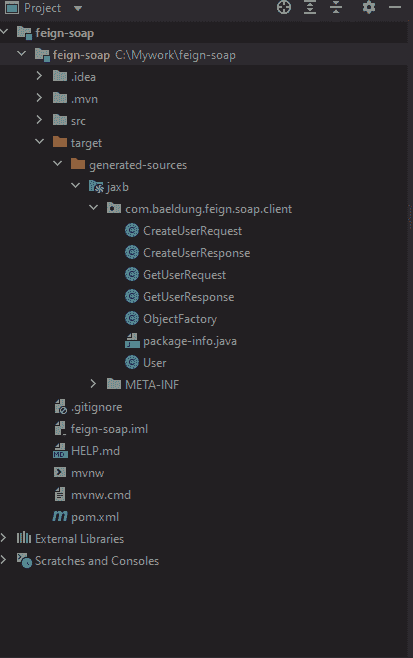 Project
feign-soap
feign-soap C:\Mywork\feign-soap
.idea
.mvn
src
target
generated-sources
jaxb
com.baeldung.feign.soap.client
CreateUserRequest
CreateUserResponse
GetUserRequest
GetUserResponse
ObjectFactory
package-info.java
User
META-INF
.gitignore
feign-soap.iml
HELP.md
mvnw
mvnw.cmd
pom.xml
External Libraries
Scratches and Consoles